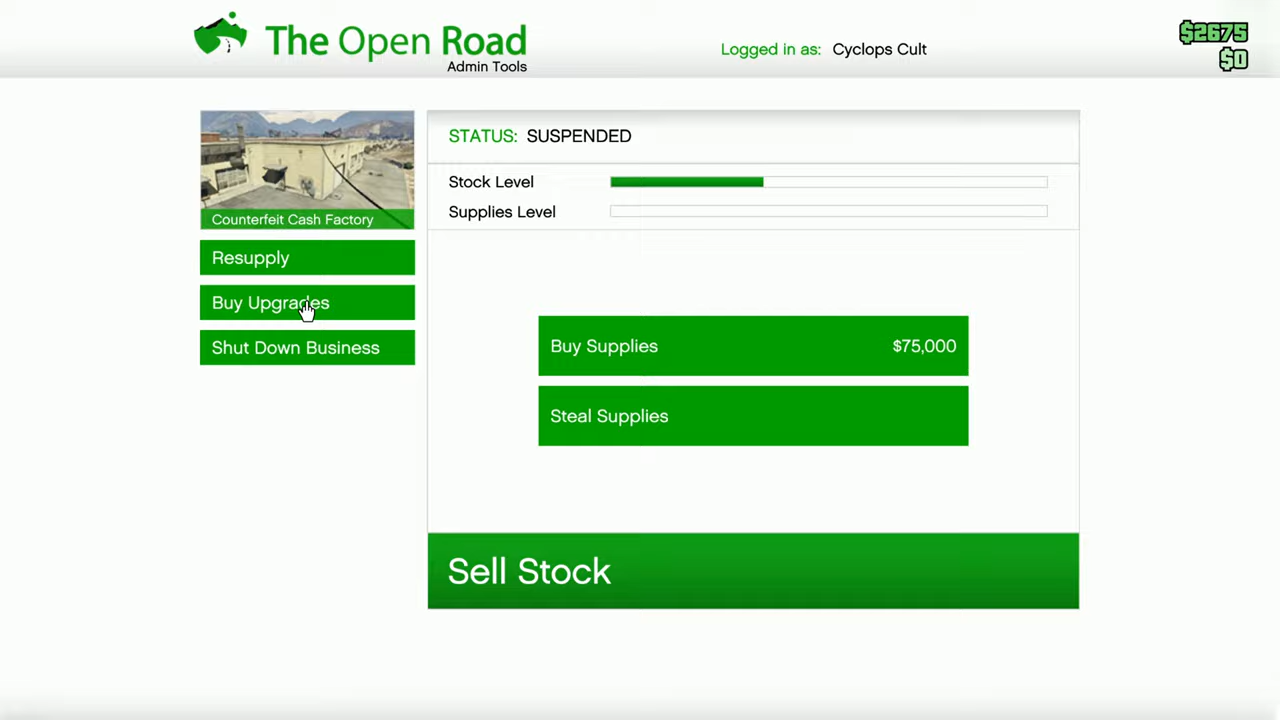 The Open Road
Admin Tools
Logged in as: Cyclops Cult
$2675
$0
Counterfeit Cash Factory
Resupply
Buy Upgrades
Shut Down Business
STATUS: SUSPENDED
Stock Level
Supplies Level
Buy Supplies $75,000
Steal Supplies
Sell Stock